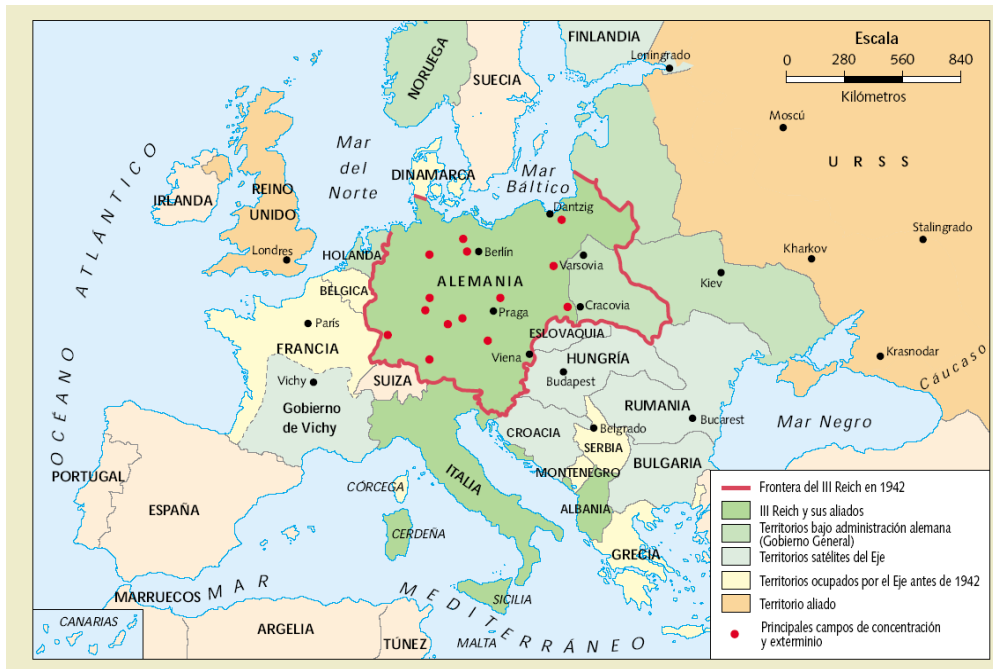 FINLANDIA
Leningrado
Escala
0 280 560 840
Kilómetros
NORUEGA
SUECIA
Moscú
URSS
Mar
del
Norte
DINAMARCA
Mar
Báltico
Dantzig
OCÉANO ATLÁNTICO
IRLANDA
REINO
UNIDO
Londres
HOLANDA
Berlín
Varsovia
Stalingrado
Kharkov
Kiev
BÉLGICA
ALEMANIA
Praga
Cracovia
París
FRANCIA
ESLOVAQUIA
Viena
HUNGRÍA
Budapest
Krasnodar
Cáucaso
SUIZA
Vichy
Gobierno
de Vichy
RUMANIA
Bucarest
Mar Negro
CROACIA
Belgrado
SERBIA
BULGARIA
MONTENEGRO
ITALIA
ALBANIA
PORTUGAL
ESPAÑA
CÓRCEGA
CERDEÑA
GRECIA
SICILIA
MAR MEDITERRÁNEO
MARRUECOS
CANARIAS
ARGELIA
TÚNEZ
MALTA
Frontera del III Reich en 1942
III Reich y sus aliados
Territorios bajo administración alemana
(Gobierno General)
Territorios satélites del Eje
Territorios ocupados por el Eje antes de 1942
Territorio aliado
Principales campos de concentración
y exterminio